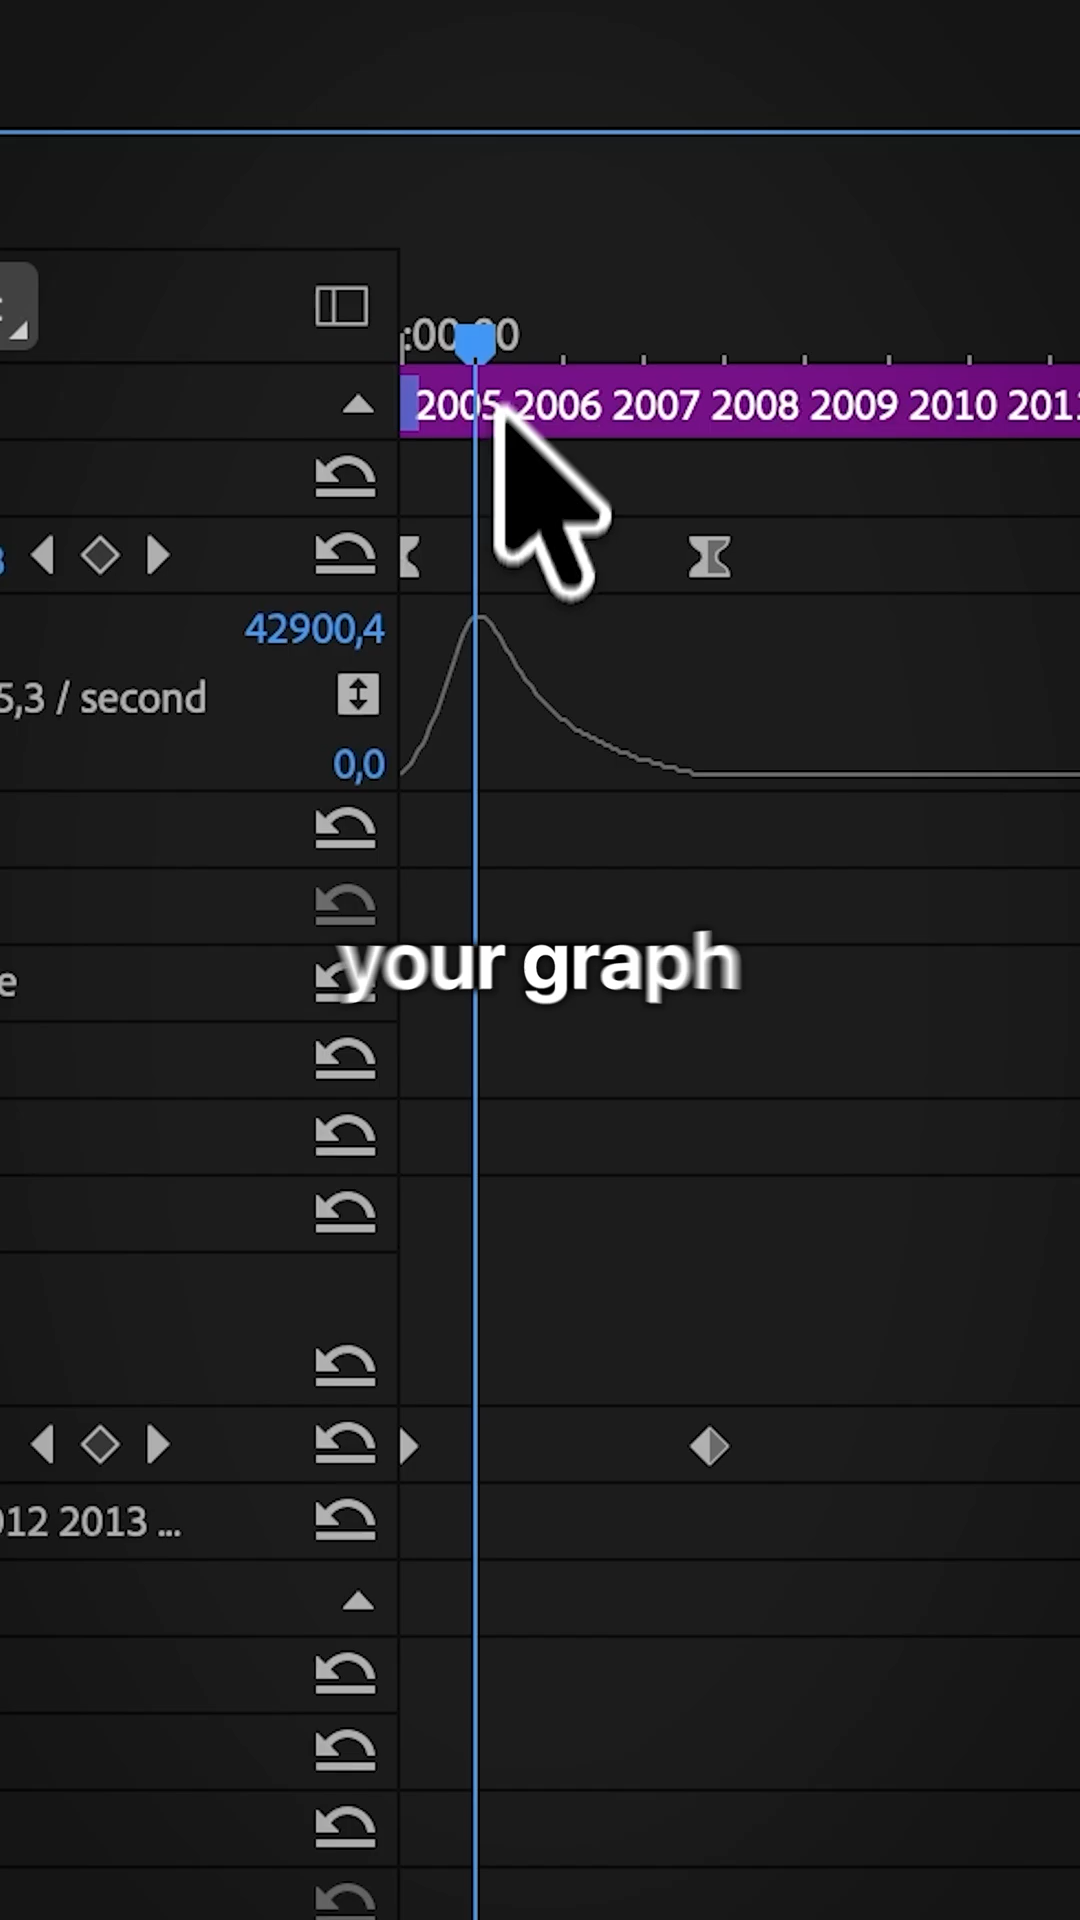 :00:00
2005 2006 2007 2008 2009 2010 2011
42900,4
5,3 / second
0,0
your graph
e
012 2013 ...